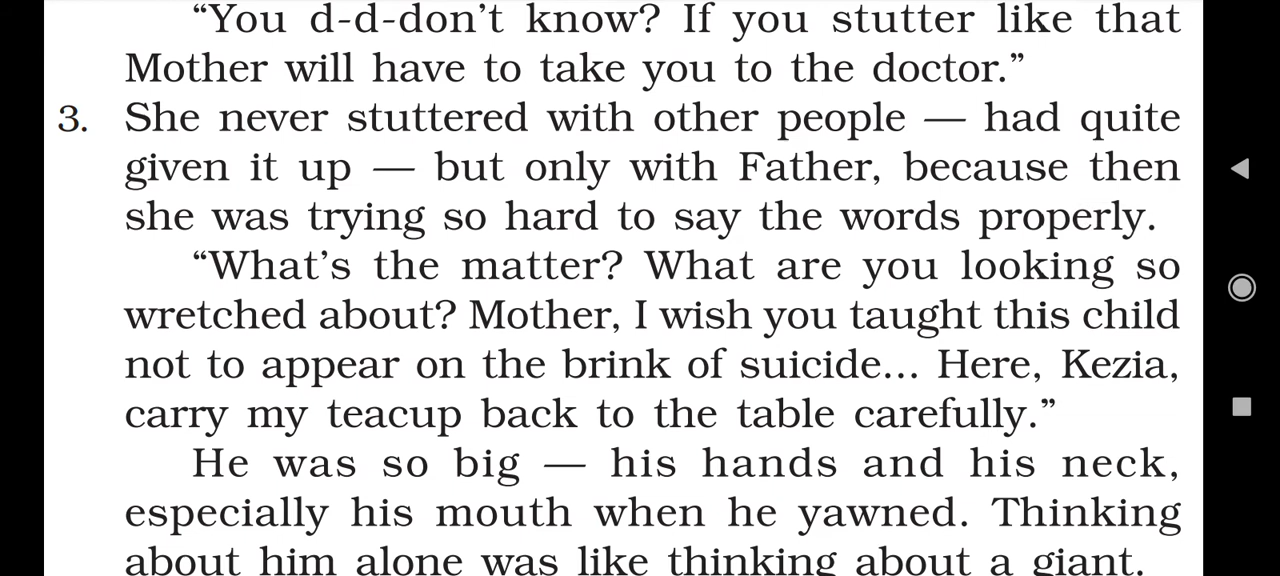 “You d-d-don’t know? If you stutter like that
Mother will have to take you to the doctor.”
3. She never stuttered with other people — had quite
given it up — but only with Father, because then
she was trying so hard to say the words properly.
“What’s the matter? What are you looking so
wretched about? Mother, I wish you taught this child
not to appear on the brink of suicide... Here, Kezia,
carry my teacup back to the table carefully.”
He was so big — his hands and his neck,
especially his mouth when he yawned. Thinking
about him alone was like thinking about a giant.